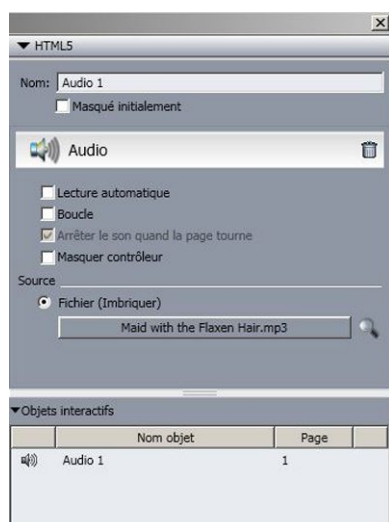 HTML5
Nom: Audio 1
Masqué initialement
Audio
Lecture automatique
Boucle
Arrêter le son quand la page tourne
Masquer contrôleur
Source
Fichier (Imbriquer)
Maid with the Flaxen Hair.mp3
Objets interactifs
Nom objet Page
Audio 1 1